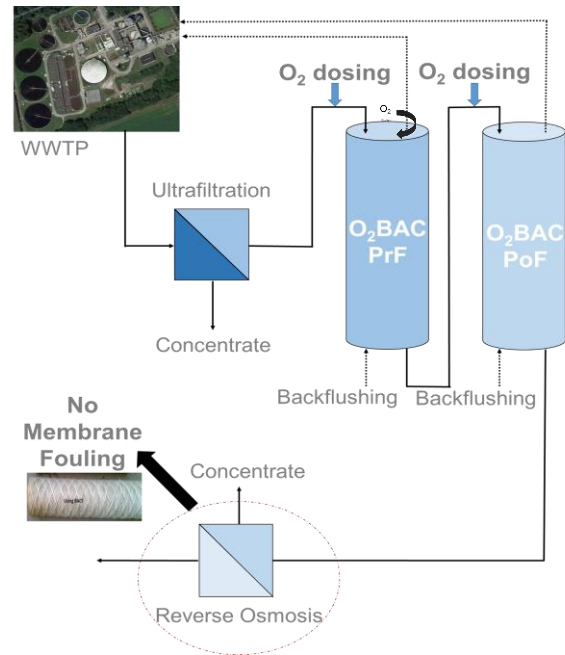 O₂ dosing
O₂ dosing
WWTP
O₂
Ultrafiltration
O₂BAC
PrF
O₂BAC
PoF
Concentrate
Backflushing
Backflushing
No
Membrane
Fouling
Concentrate
Reverse Osmosis